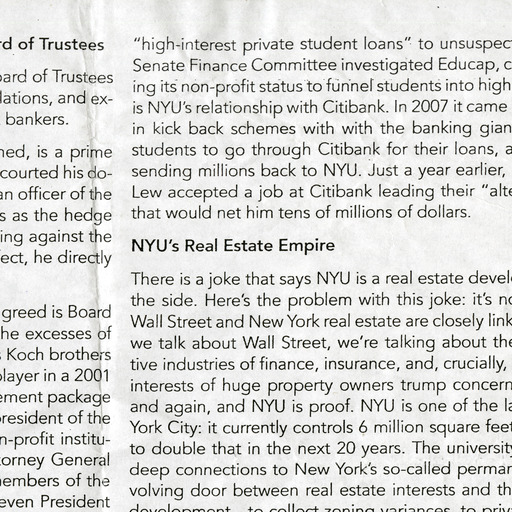 rd of Trustees
oard of Trustees
lations, and ex-
bankers.
ned, is a prime
courted his do-
an officer of the
s as the hedge
ing against the
ect, he directly
greed is Board
he excesses of
Koch brothers
player in a 2001
ement package
president of the
n-profit institu-
torney General
members of the
even President
"high-interest private student loans" to unsuspec
Senate Finance Committee investigated Educap, c
ing its non-profit status to funnel students into high
is NYU's relationship with Citibank. In 2007 it came
in kick back schemes with with the banking gian
students to go through Citibank for their loans, a
sending millions back to NYU. Just a year earlier,
Lew accepted a job at Citibank leading their "alte
that would net him tens of millions of dollars.
NYU's Real Estate Empire
There is a joke that says NYU is a real estate devel
the side. Here's the problem with this joke: it's no
Wall Street and New York real estate are closely link
we talk about Wall Street, we're talking about the
tive industries of finance, insurance, and, crucially,
interests of huge property owners trump concern
and again, and NYU is proof. NYU is one of the la
York City: it currently controls 6 million square feet
to double that in the next 20 years. The university
deep connections to New York's so-called perman
volving door between real estate interests and th
development—to collect zoning variances, to priv